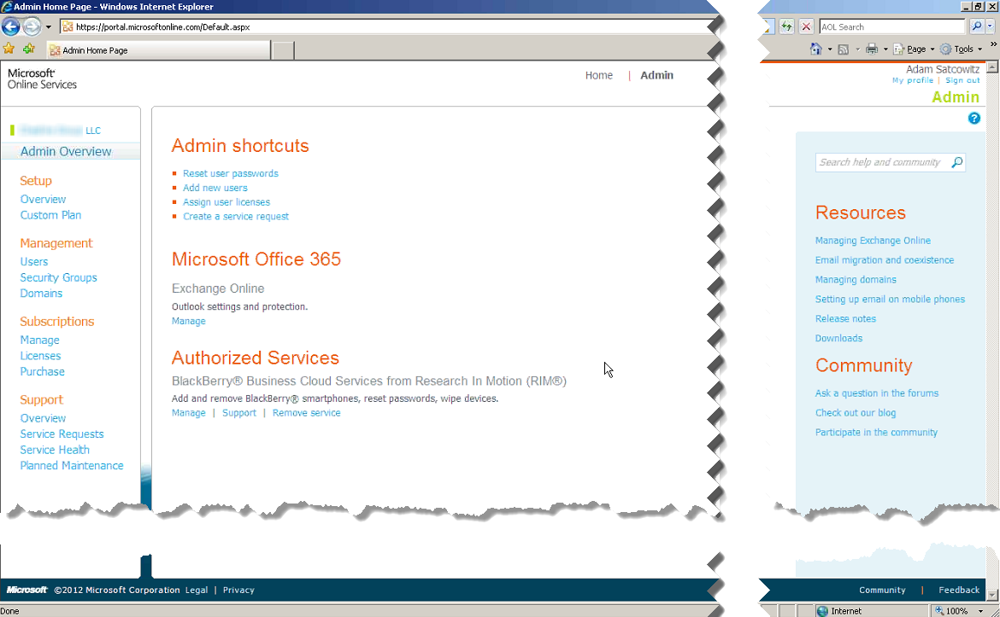 Admin Home Page - Windows Internet Explorer
https://portal.microsoftonline.com/Default.aspx
AOL Search
Admin Home Page
Page
Tools
Microsoft®
Online Services
Home | Admin
Adam Satcowitz
My profile | Sign out
Admin
LLC
Admin Overview
Setup
Overview
Custom Plan
Management
Users
Security Groups
Domains
Subscriptions
Manage
Licenses
Purchase
Support
Overview
Service Requests
Service Health
Planned Maintenance
Admin shortcuts
Reset user passwords
Add new users
Assign user licenses
Create a service request
Microsoft Office 365
Exchange Online
Outlook settings and protection.
Manage
Authorized Services
BlackBerry® Business Cloud Services from Research In Motion (RIM®)
Add and remove BlackBerry® smartphones, reset passwords, wipe devices.
Manage | Support | Remove service
Search help and community
Resources
Managing Exchange Online
Email migration and coexistence
Managing domains
Setting up email on mobile phones
Release notes
Downloads
Community
Ask a question in the forums
Check out our blog
Participate in the community
Microsoft ©2012 Microsoft Corporation Legal | Privacy
Community | Feedback
Done
Internet
100%